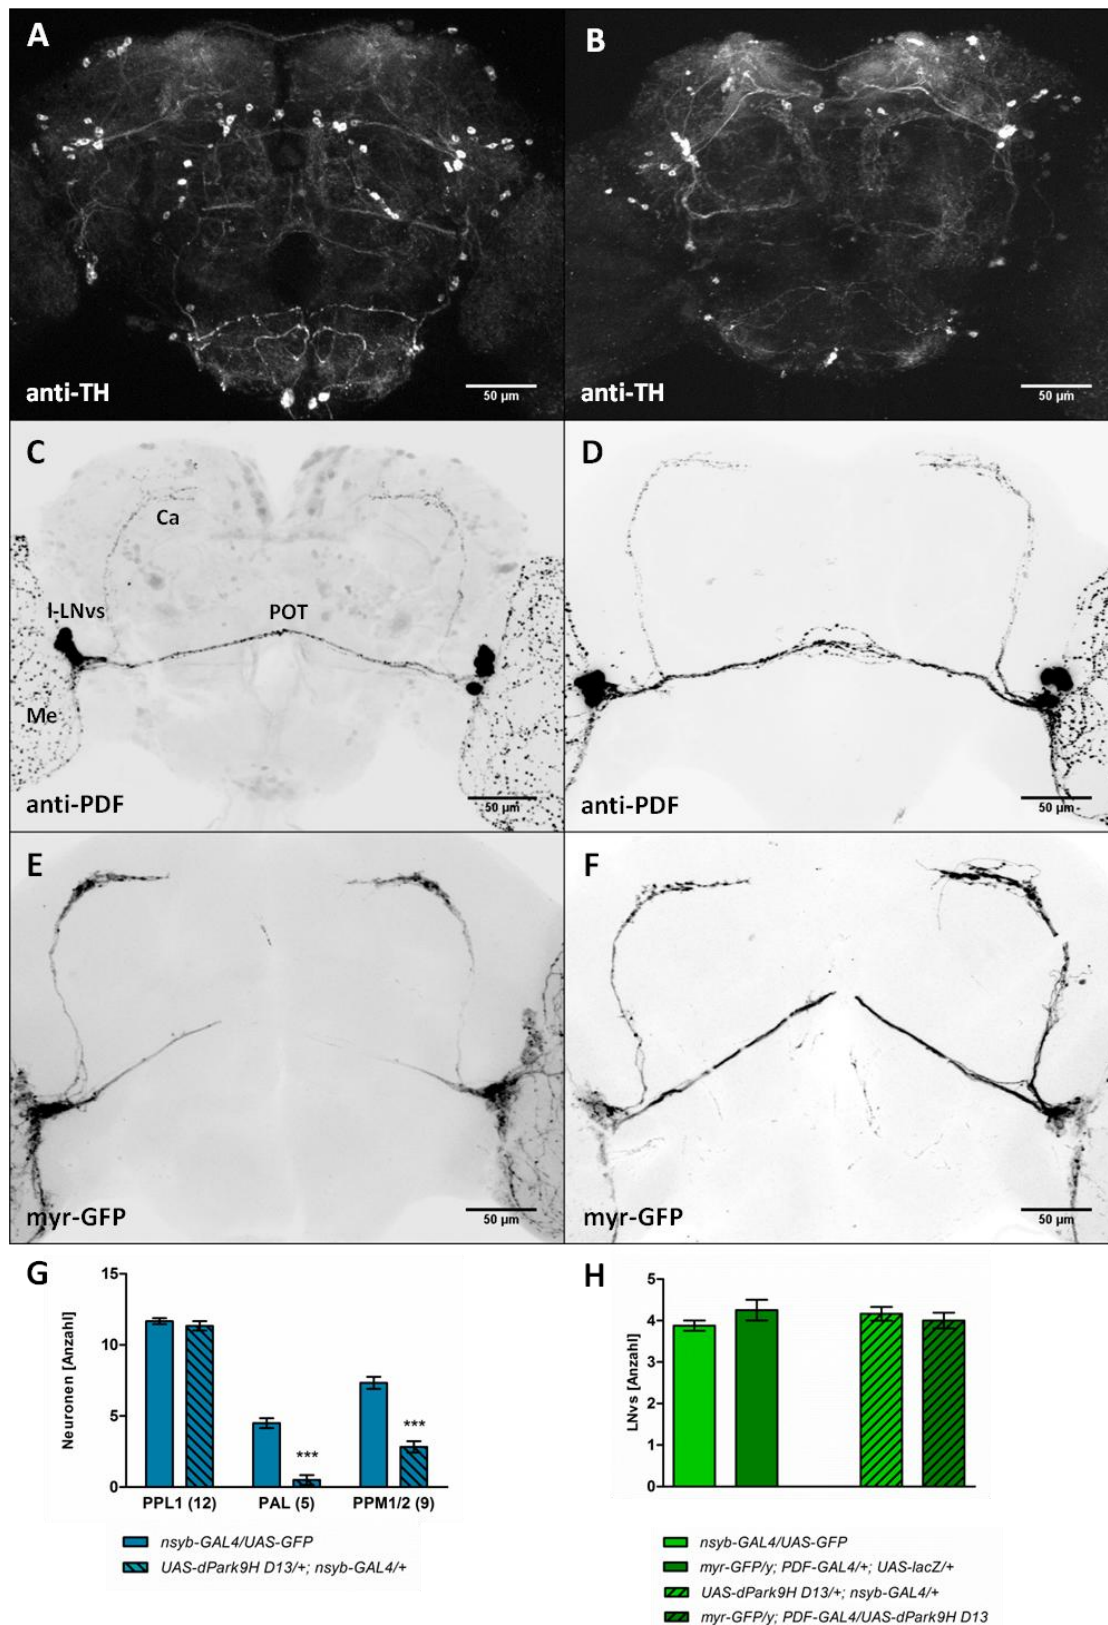 A
B
anti-TH
50 µm
anti-TH
50 µm
C
D
Ca
l-LNvs
POT
Me
anti-PDF
50 µm
anti-PDF
50 µm
E
F
myr-GFP
50 µm
myr-GFP
50 µm
G
Neuronen [Anzahl]
15
10
5
0
***
***
PPL1 (12)
PAL (5)
PPM1/2 (9)
nsyb-GAL4/UAS-GFP
UAS-dPark9H D13/+; nsyb-GAL4/+
H
LNvs [Anzahl]
5
4
3
2
1
0
nsyb-GAL4/UAS-GFP
myr-GFP/y; PDF-GAL4/+; UAS-lacZ/+
UAS-dPark9H D13/+; nsyb-GAL4/+
myr-GFP/y; PDF-GAL4/UAS-dPark9H D13